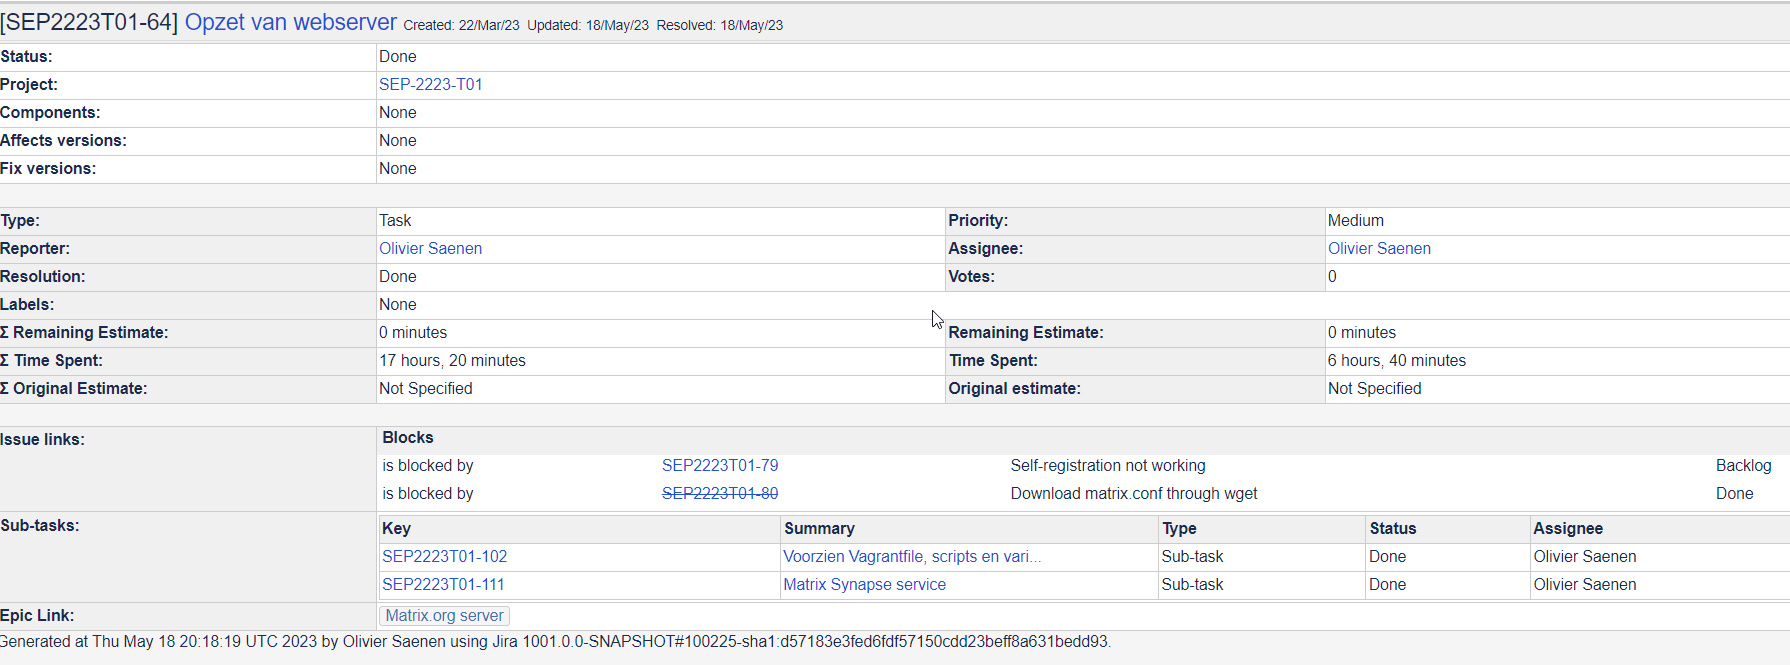 [SEP2223T01-64] Opzet van webserver Created: 22/Mar/23 Updated: 18/May/23 Resolved: 18/May/23
Status: Done
Project: SEP-2223-T01
Components: None
Affects versions: None
Fix versions: None
Type: Task Priority: Medium
Reporter: Olivier Saenen Assignee: Olivier Saenen
Resolution: Done Votes: 0
Labels: None
Σ Remaining Estimate: 0 minutes Remaining Estimate: 0 minutes
Σ Time Spent: 17 hours, 20 minutes Time Spent: 6 hours, 40 minutes
Σ Original Estimate: Not Specified Original estimate: Not Specified
Issue links: Blocks
is blocked by SEP2223T01-79 Self-registration not working Backlog
is blocked by SEP2223T01-80 Download matrix.conf through wget Done
Sub-tasks: Key Summary Type Status Assignee
SEP2223T01-102 Voorzien Vagrantfile, scripts en vari... Sub-task Done Olivier Saenen
SEP2223T01-111 Matrix Synapse service Sub-task Done Olivier Saenen
Epic Link: Matrix.org server
Generated at Thu May 18 20:18:19 UTC 2023 by Olivier Saenen using Jira 1001.0.0-SNAPSHOT#100225-sha1:d57183e3fed6fdf57150cdd23beff8a631bedd93.